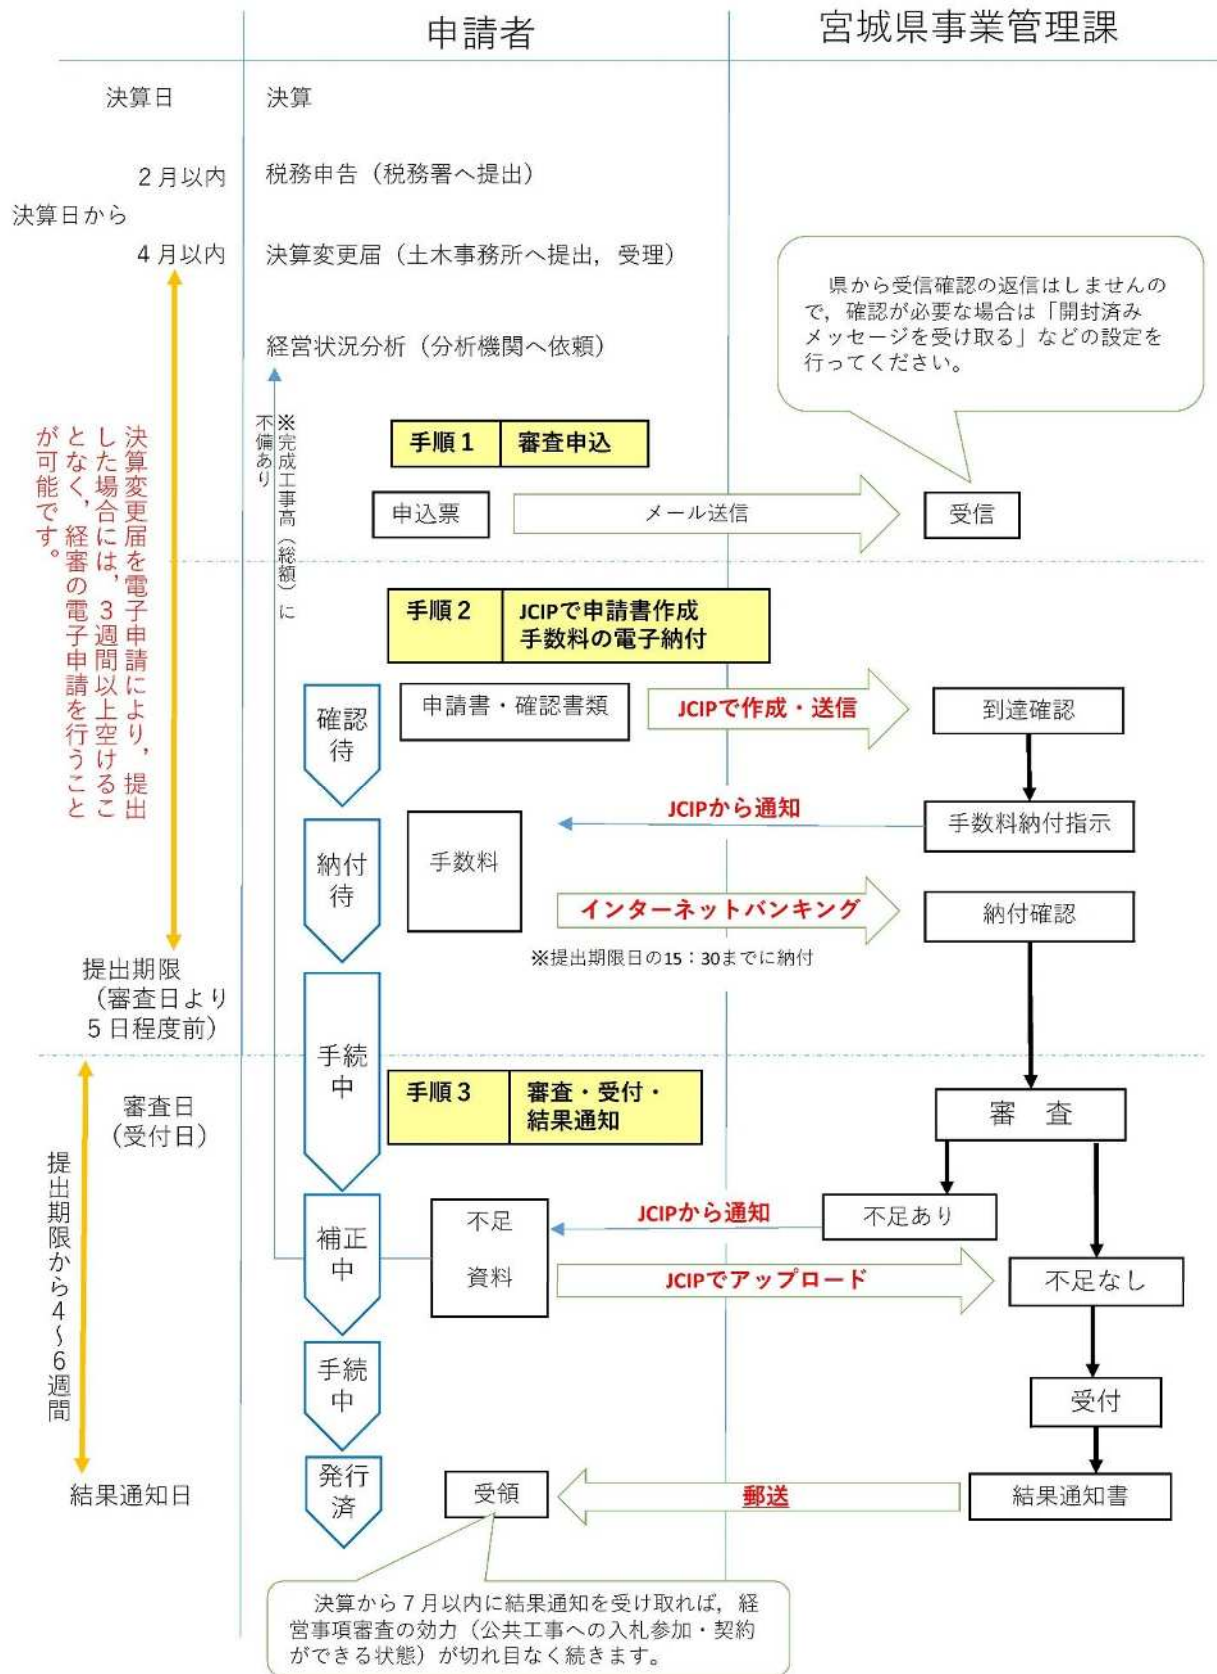 申請者
宮城県事業管理課
決算日
決算
2月以内
税務申告（税務署へ提出）
決算日から
4月以内
決算変更届（土木事務所へ提出，受理）
県から受信確認の返信はしませんの
で，確認が必要な場合は「開封済み
メッセージを受け取る」などの設定を
行ってください。
経営状況分析（分析機関へ依頼）
※完成工事高（総額）に
不備あり
決算変更届を電子申請により，提出
した場合には，3週間以上空けるこ
となく，経審の電子申請を行うこと
が可能です。
手順1
審査申込
申込票
メール送信
受信
手順2
JCIPで申請書作成
手数料の電子納付
確認
待
申請書・確認書類
JCIPで作成・送信
到達確認
JCIPから通知
手数料納付指示
納付
待
手数料
インターネットバンキング
納付確認
※提出期限日の15：30までに納付
提出期限
（審査日より
5日程度前）
手続
中
手順3
審査・受付・
結果通知
審査日
（受付日）
審　査
提出期限から4～6週間
補正
中
不足
資料
JCIPから通知
不足あり
JCIPでアップロード
不足なし
手続
中
受付
結果通知日
発行
済
受領
郵送
結果通知書
決算から7月以内に結果通知を受け取れば，経
営事項審査の効力（公共工事への入札参加・契約
ができる状態）が切れ目なく続きます。